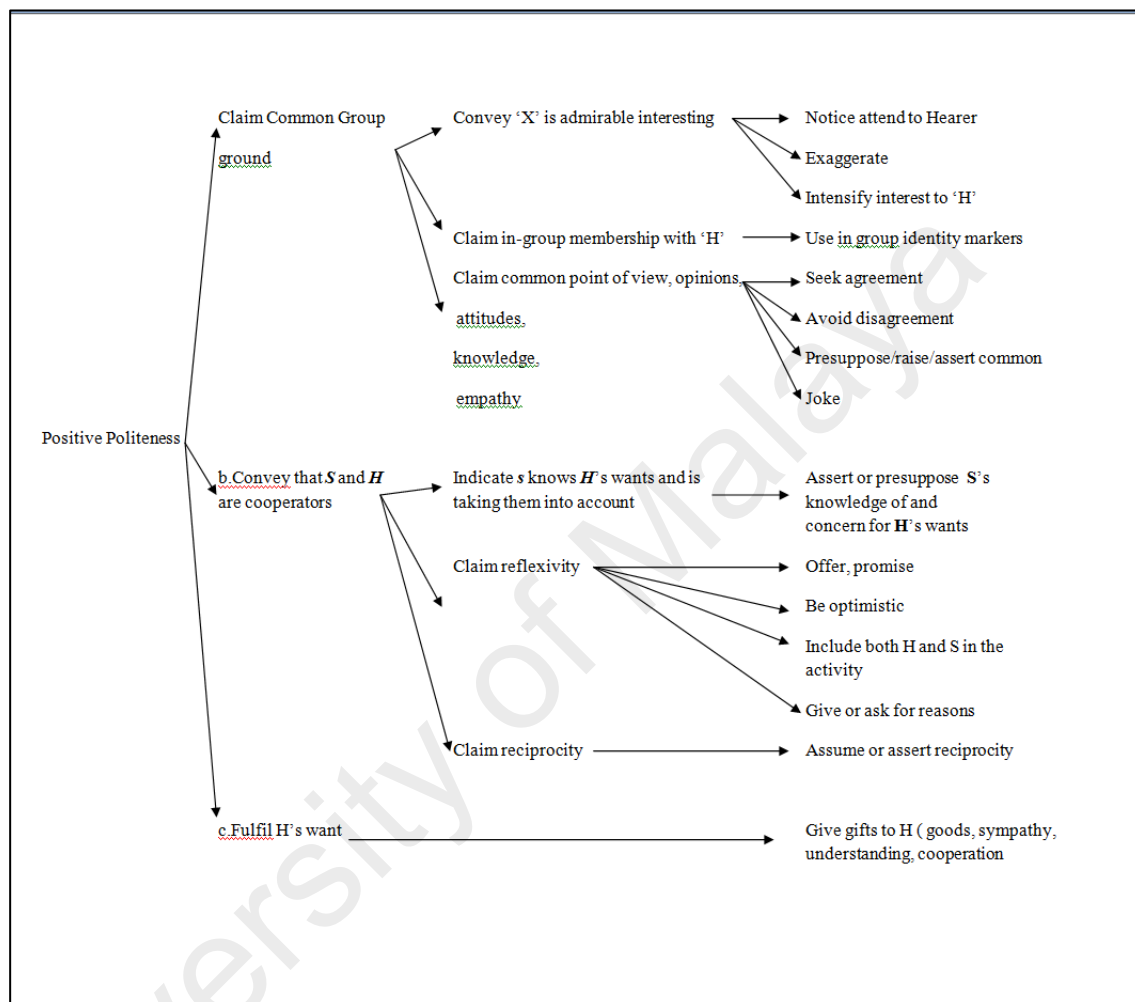 Claim Common Group
ground
Convey ‘X’ is admirable interesting
Notice attend to Hearer
Exaggerate
Intensify interest to ‘H’
Claim in-group membership with ‘H’
Use in group identity markers
Claim common point of view, opinions,
attitudes,
knowledge,
empathy
Seek agreement
Avoid disagreement
Presuppose/raise/assert common
Joke
Positive Politeness
b.Convey that S and H
are cooperators
Indicate s knows H’s wants and is
taking them into account
Assert or presuppose S’s
knowledge of and
concern for H’s wants
Claim reflexivity
Offer, promise
Be optimistic
Include both H and S in the
activity
Give or ask for reasons
Claim reciprocity
Assume or assert reciprocity
c.Fulfil H’s want
Give gifts to H ( goods, sympathy,
understanding, cooperation
ersity of Malaya